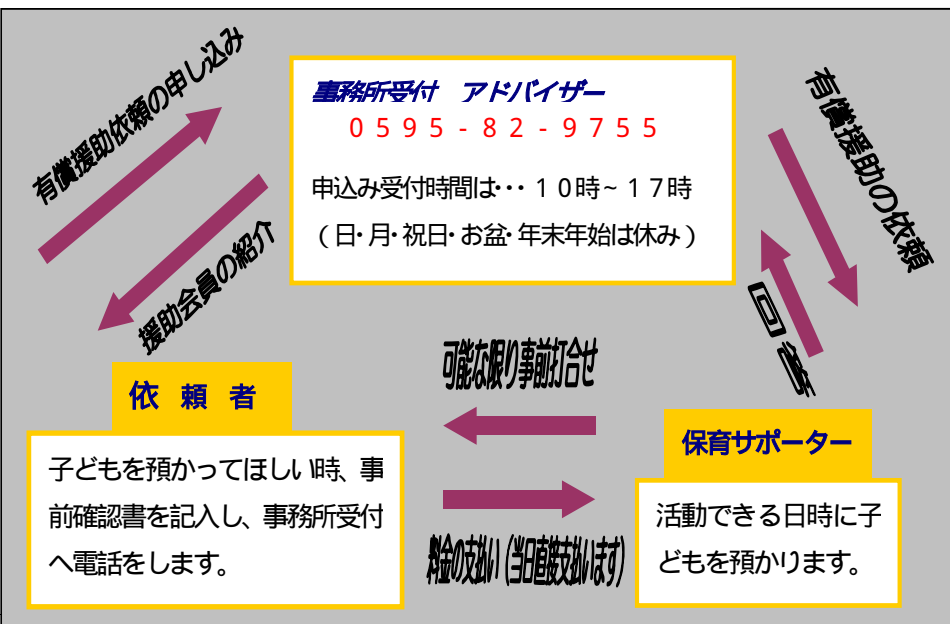 有償援助依頼の申し込み
事務所受付　アドバイザー
０５９５-８２-９７５５
申込み受付時間は･･･１０時~１７時
(日･月･祝日･お盆･年末年始は休み)
有償援助の依頼
援助会員の紹介
回答
可能な限り事前打合せ
依 頼 者
子どもを預かってほしい時、事
前確認書を記入し、事務所受付
へ電話をします。
保育サポーター
活動できる日時に子
どもを預かります。
料金の支払い（当日直接支払います）